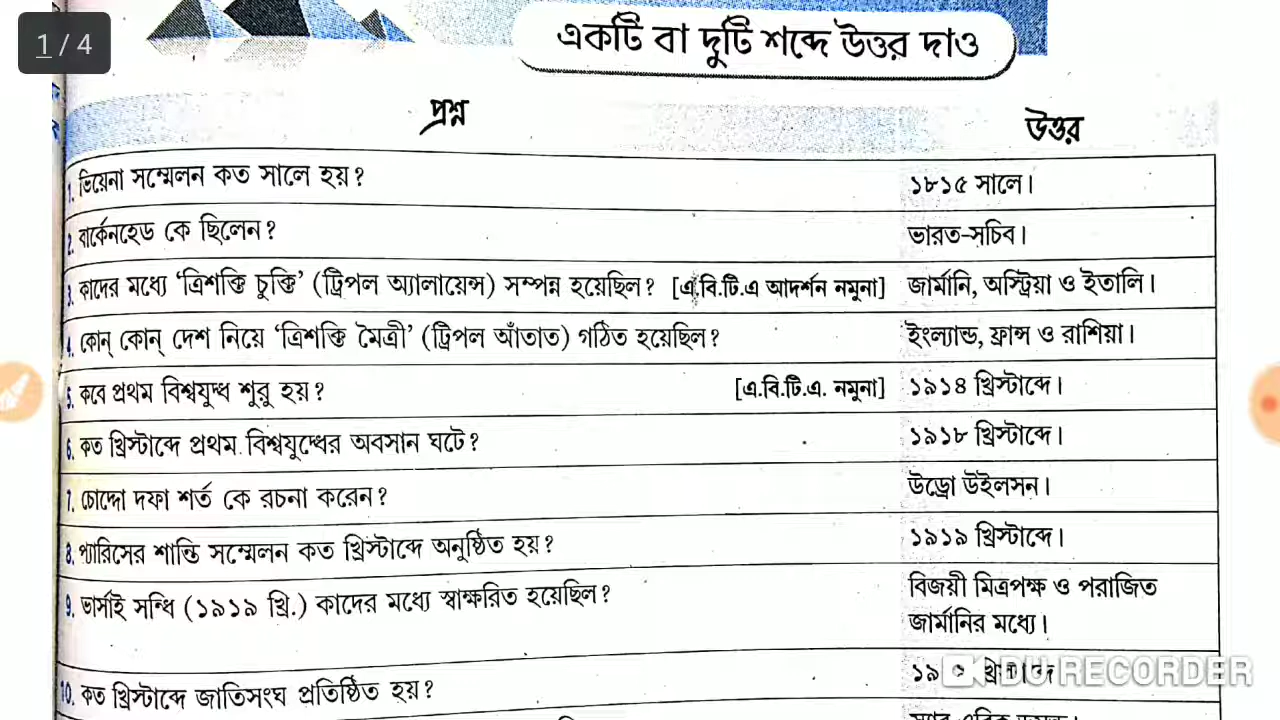 1 / 4
একটি বা দুটি শব্দে উত্তর দাও
প্রশ্ন
উত্তর
1. ভিয়েনা সম্মেলন কত সালে হয়?
১৮১৫ সালে।
2. বার্কেনহেড কে ছিলেন?
ভারত-সচিব।
3. কাদের মধ্যে ‘ত্রিশক্তি চুক্তি’ (ট্রিপল অ্যালায়েন্স) সম্পন্ন হয়েছিল? [এ.বি.টি.এ আদর্শন নমুনা]
জার্মানি, অস্ট্রিয়া ও ইতালি।
4. কোন্ কোন্ দেশ নিয়ে ‘ত্রিশক্তি মৈত্রী’ (ট্রিপল আঁতাত) গঠিত হয়েছিল?
ইংল্যান্ড, ফ্রান্স ও রাশিয়া।
5. কবে প্রথম বিশ্বযুদ্ধ শুরু হয়? [এ.বি.টি.এ. নমুনা]
১৯১৪ খ্রিস্টাব্দে।
6. কত খ্রিস্টাব্দে প্রথম বিশ্বযুদ্ধের অবসান ঘটে?
১৯১৮ খ্রিস্টাব্দে।
7. চোদ্দো দফা শর্ত কে রচনা করেন?
উড্রো উইলসন।
8. প্যারিসের শান্তি সম্মেলন কত খ্রিস্টাব্দে অনুষ্ঠিত হয়?
১৯১৯ খ্রিস্টাব্দে।
9. ভার্সাই সন্ধি (১৯১৯ খ্রি.) কাদের মধ্যে স্বাক্ষরিত হয়েছিল?
বিজয়ী মিত্রপক্ষ ও পরাজিত
জার্মানির মধ্যে।
10. কত খ্রিস্টাব্দে জাতিসংঘ প্রতিষ্ঠিত হয়?
খ্রিস্টাব্দে
DU RECORDER